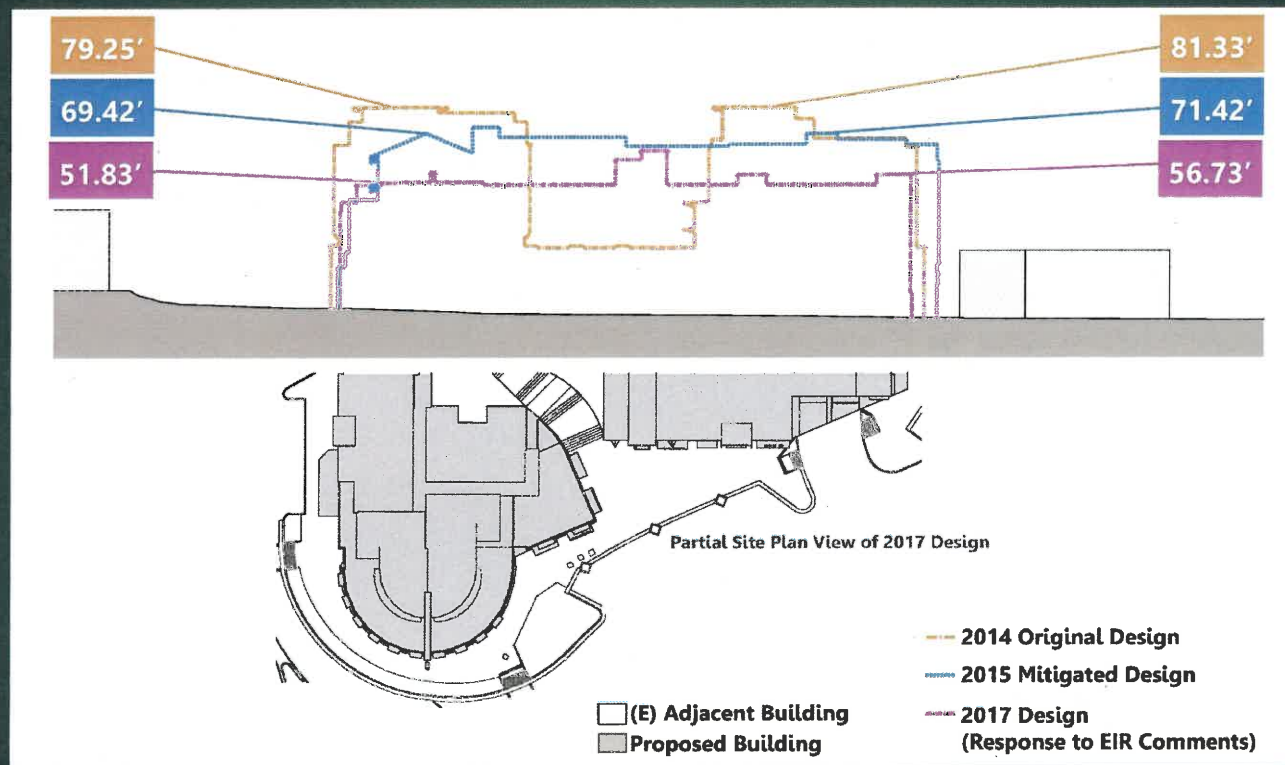 79.25’
69.42’
51.83’
81.33’
71.42’
56.73’
Partial Site Plan View of 2017 Design
2014 Original Design
2015 Mitigated Design
2017 Design
(Response to EIR Comments)
(E) Adjacent Building
Proposed Building